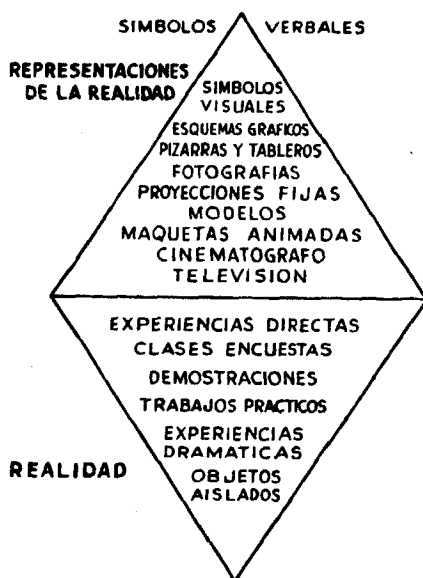 SIMBOLOS VERBALES
REPRESENTACIONES
DE LA REALIDAD
SIMBOLOS
VISUALES
ESQUEMAS GRAFICOS
PIZARRAS Y TABLEROS
FOTOGRAFIAS
PROYECCIONES FIJAS
MODELOS
MAQUETAS ANIMADAS
CINEMATOGRAFO
TELEVISION
EXPERIENCIAS DIRECTAS
CLASES ENCUESTAS
DEMOSTRACIONES
TRABAJOS PRACTICOS
EXPERIENCIAS
DRAMATICAS
REALIDAD
OBJETOS
AISLADOS